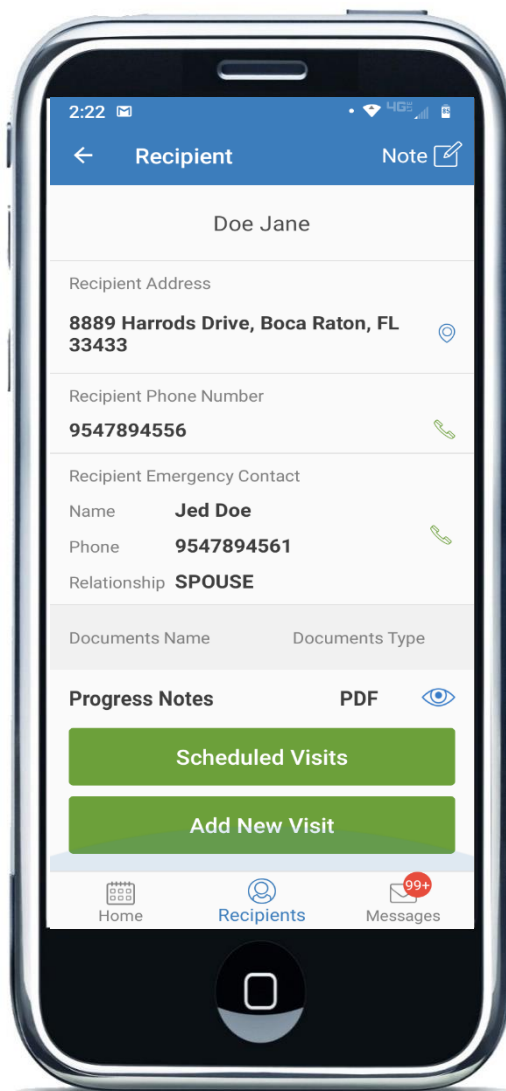 2:22 4G
Recipient Note
Doe Jane
Recipient Address
8889 Harrods Drive, Boca Raton, FL
33433
Recipient Phone Number
9547894556
Recipient Emergency Contact
Name Jed Doe
Phone 9547894561
Relationship SPOUSE
Documents Name Documents Type
Progress Notes PDF
Scheduled Visits
Add New Visit
99+
Home Recipients Messages